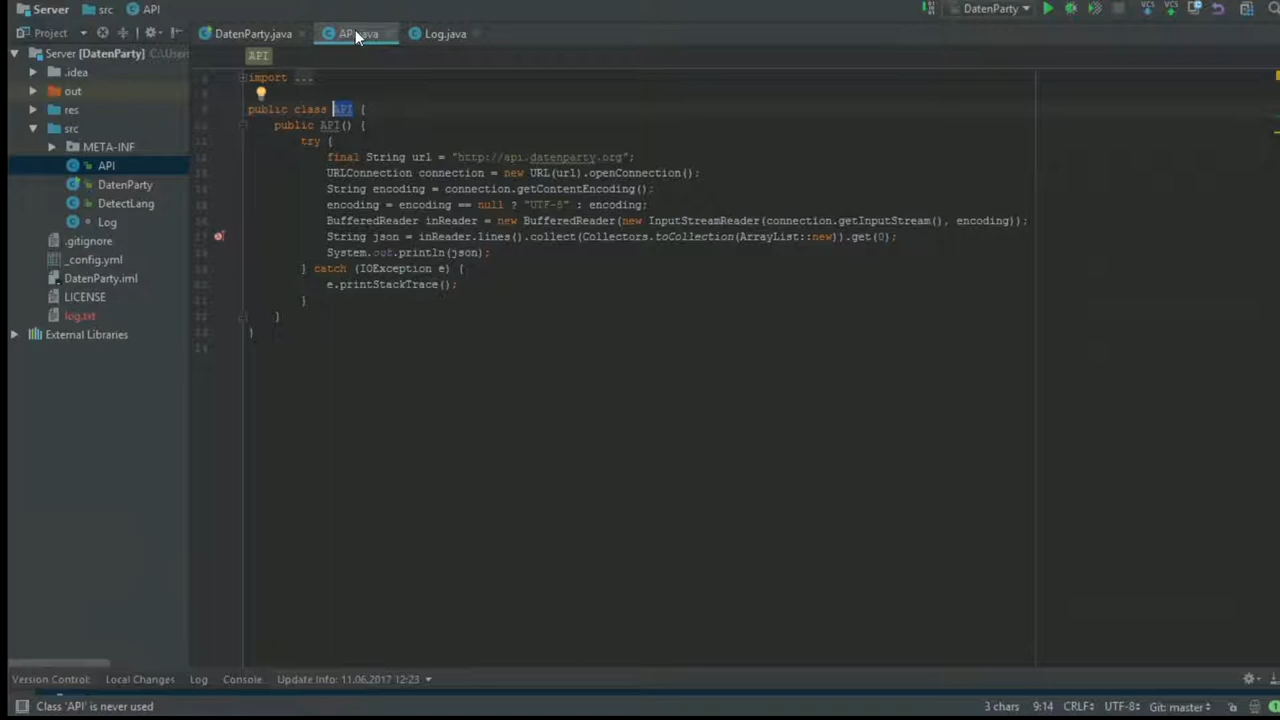 Server src API
DatenParty
Project
DatenParty.java API.java Log.java
Server [DatenParty] C:\Users
.idea
out
res
src
META-INF
API
DatenParty
DetectLang
Log
.gitignore
_config.yml
DatenParty.iml
LICENSE
log.txt
External Libraries
API
import ...
public class API {
public API() {
try {
final String url = "http://api.datenparty.org";
URLConnection connection = new URL(url).openConnection();
String encoding = connection.getContentEncoding();
encoding = encoding == null ? "UTF-8" : encoding;
BufferedReader inReader = new BufferedReader(new InputStreamReader(connection.getInputStream(), encoding));
String json = inReader.lines().collect(Collectors.toCollection(ArrayList::new)).get(0);
System.out.println(json);
} catch (IOException e) {
e.printStackTrace();
}
}
}
Version Control: Local Changes Log Console Update Info: 11.06.2017 12:23
Class 'API' is never used 3 chars 9:14 CRLF UTF-8 Git: master